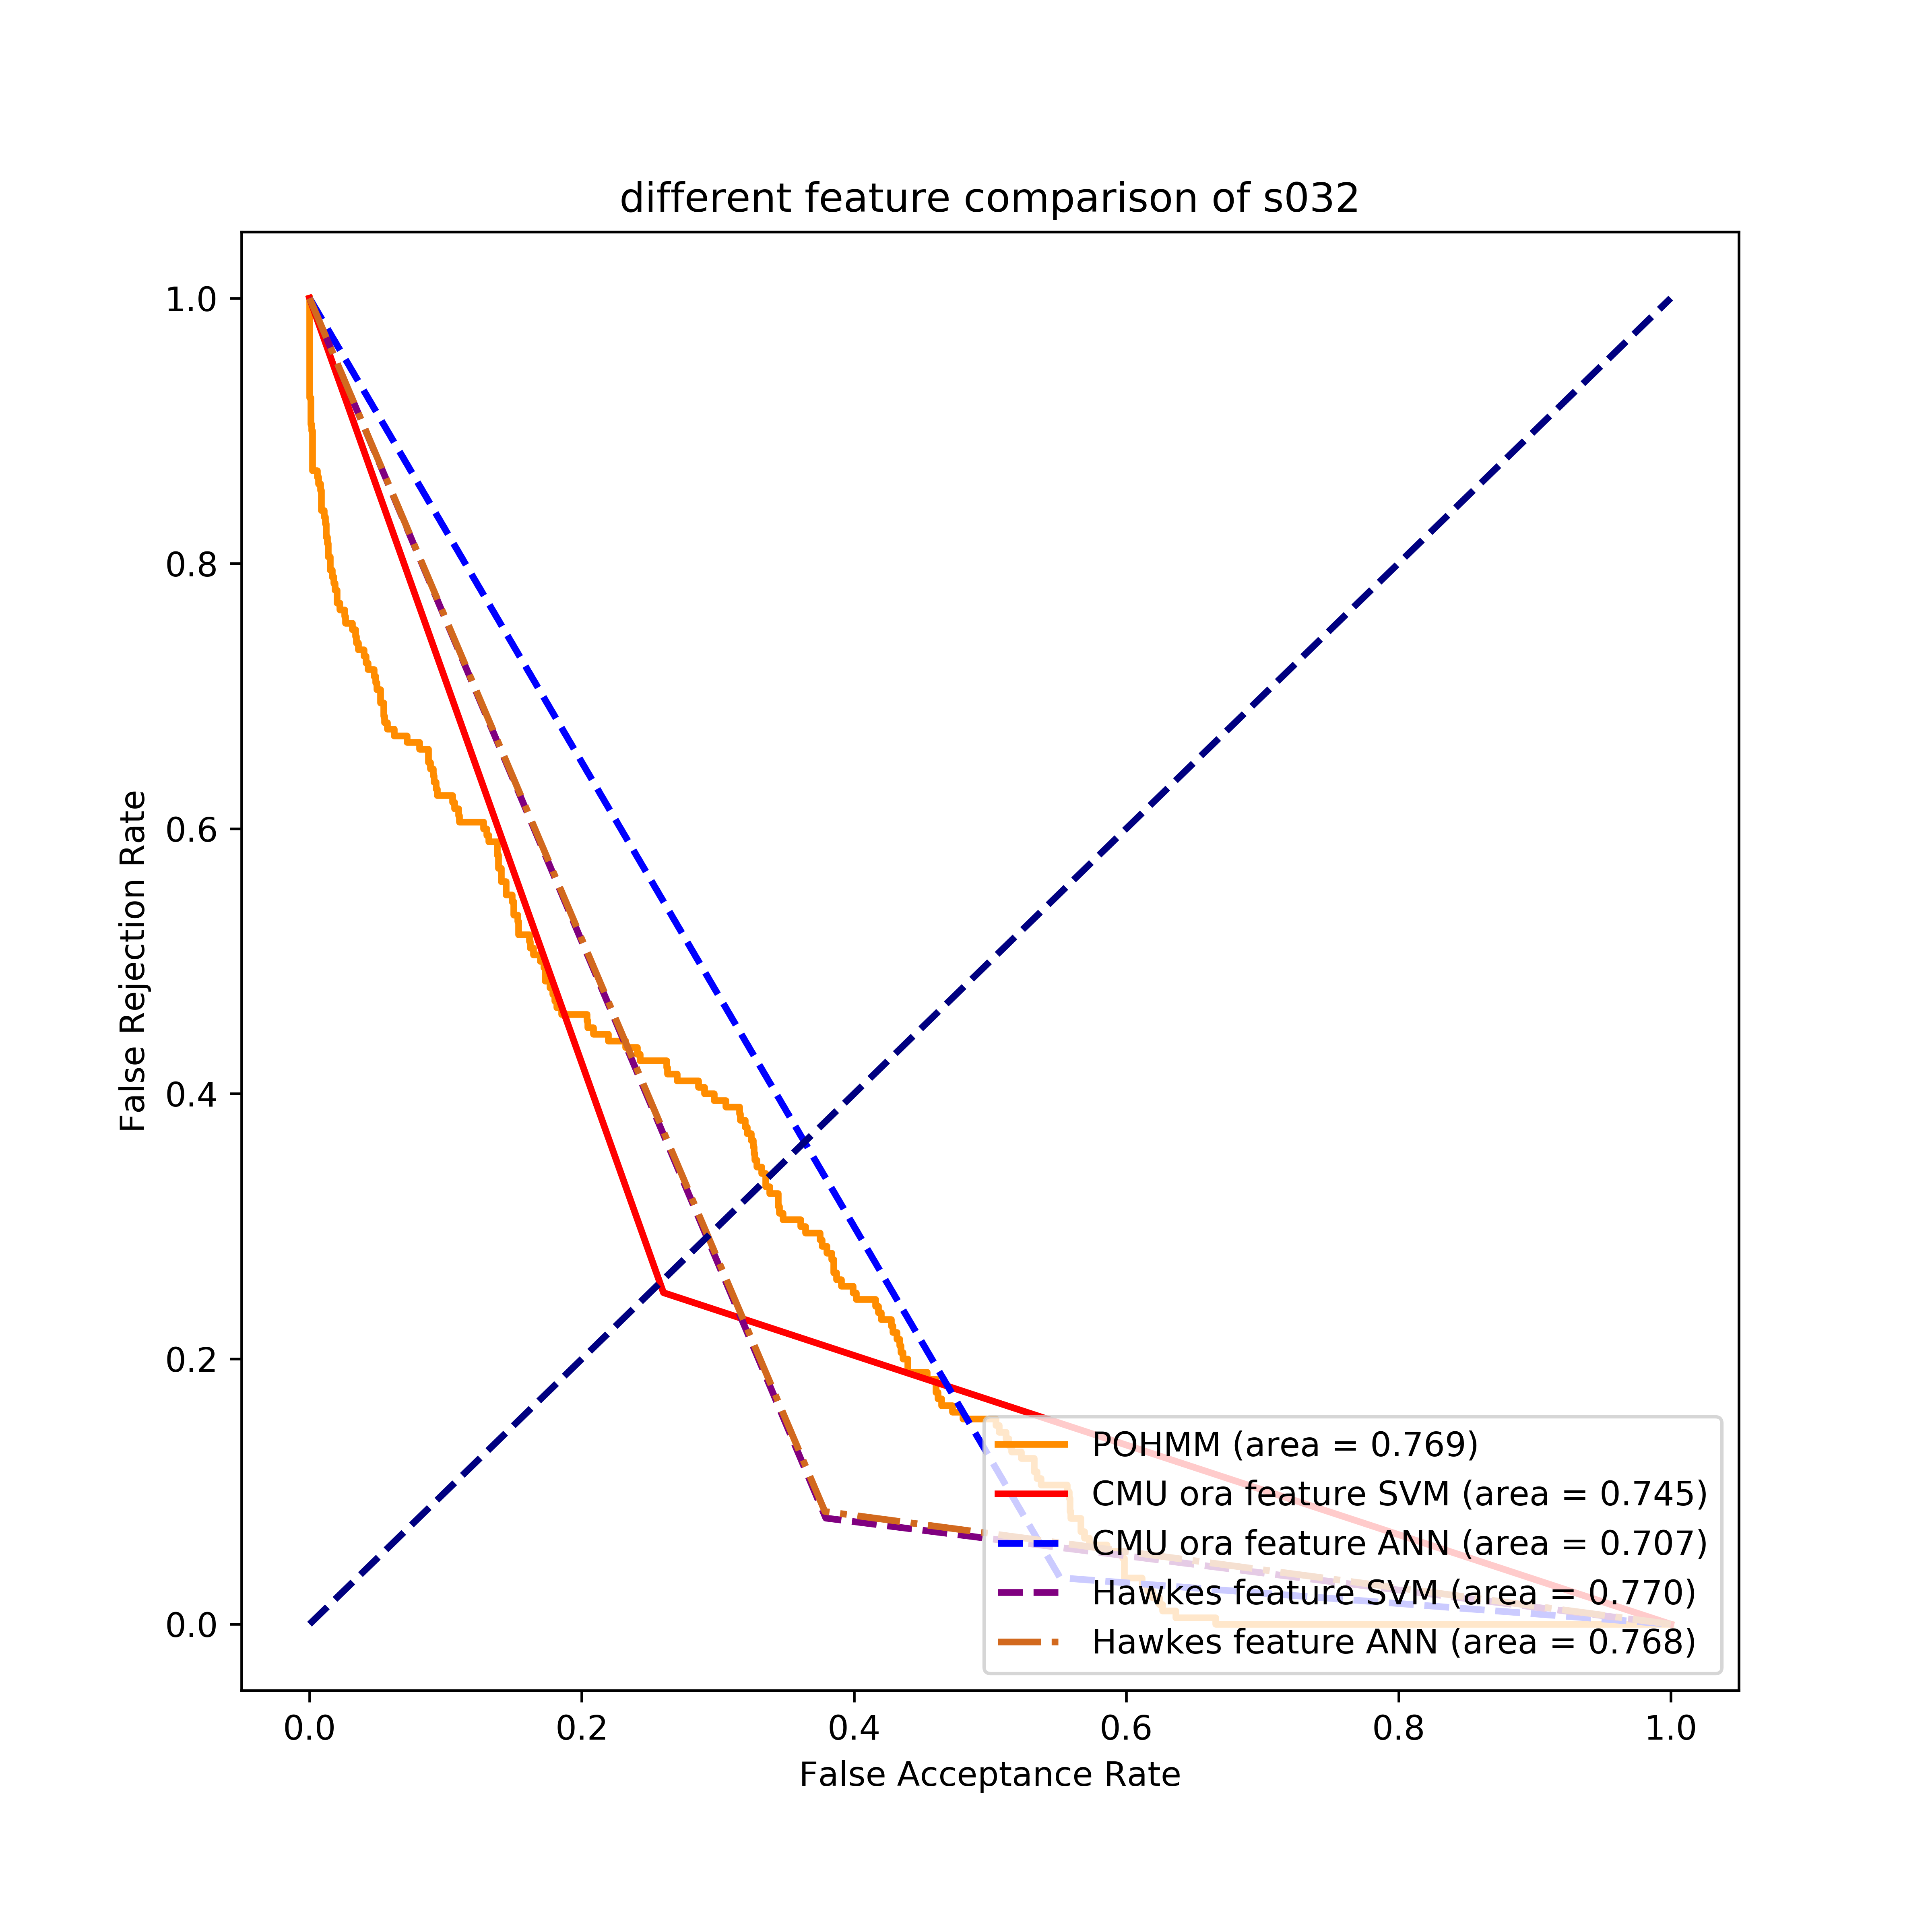 different feature comparison of s032
1.0
0.8
0.6
0.4
0.2
0.0
False Rejection Rate
POHMM (area = 0.769)
CMU ora feature SVM (area = 0.745)
CMU ora feature ANN (area = 0.707)
Hawkes feature SVM (area = 0.770)
Hawkes feature ANN (area = 0.768)
0.0 0.2 0.4 0.6 0.8 1.0
False Acceptance Rate